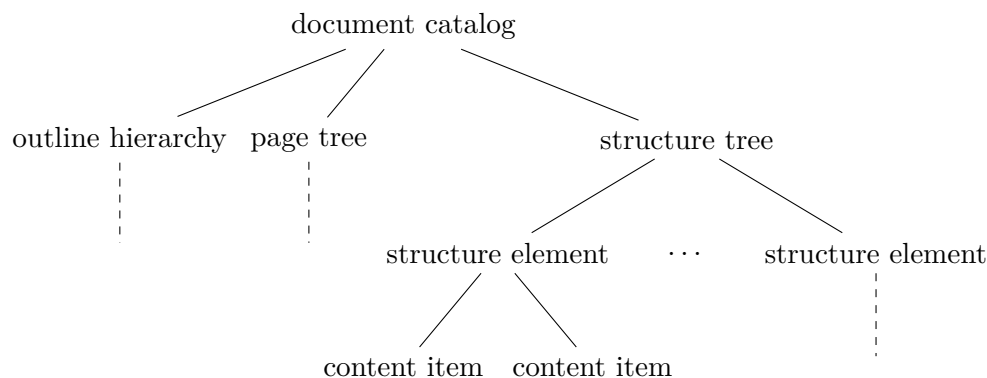 document catalog
outline hierarchy page tree structure tree
structure element ··· structure element
content item content item